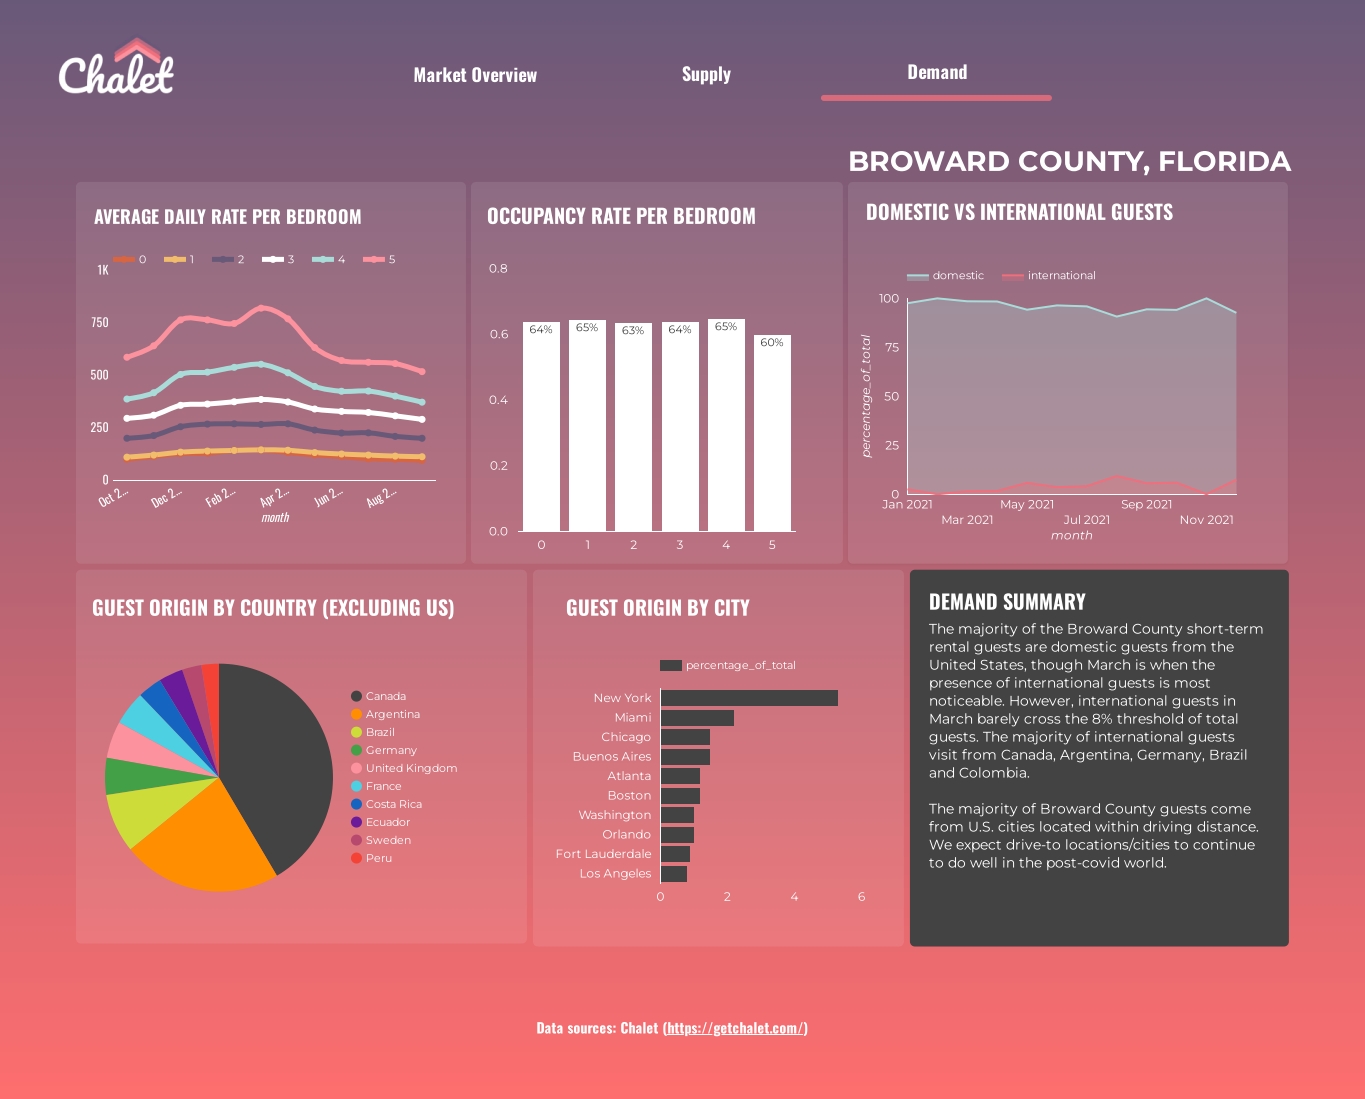 Chalet
Market Overview
Supply
Demand
BROWARD COUNTY, FLORIDA
AVERAGE DAILY RATE PER BEDROOM
0 1 2 3 4 5
1K
750
500
250
0
Oct 2... Dec 2... Feb 2... Apr 2... Jun 2... Aug 2...
month
OCCUPANCY RATE PER BEDROOM
0.8
0.6
0.4
0.2
0.0
64% 65% 63% 64% 65% 60%
0 1 2 3 4 5
DOMESTIC VS INTERNATIONAL GUESTS
domestic international
percentage_of_total
100
75
50
25
0
Jan 2021 May 2021 Sep 2021
Mar 2021 Jul 2021 Nov 2021
month
GUEST ORIGIN BY COUNTRY (EXCLUDING US)
Canada
Argentina
Brazil
Germany
United Kingdom
France
Costa Rica
Ecuador
Sweden
Peru
GUEST ORIGIN BY CITY
percentage_of_total
New York
Miami
Chicago
Buenos Aires
Atlanta
Boston
Washington
Orlando
Fort Lauderdale
Los Angeles
0 2 4 6
DEMAND SUMMARY
The majority of the Broward County short-term
rental guests are domestic guests from the
United States, though March is when the
presence of international guests is most
noticeable. However, international guests in
March barely cross the 8% threshold of total
guests. The majority of international guests
visit from Canada, Argentina, Germany, Brazil
and Colombia.
The majority of Broward County guests come
from U.S. cities located within driving distance.
We expect drive-to locations/cities to continue
to do well in the post-covid world.
Data sources: Chalet (https://getchalet.com/)